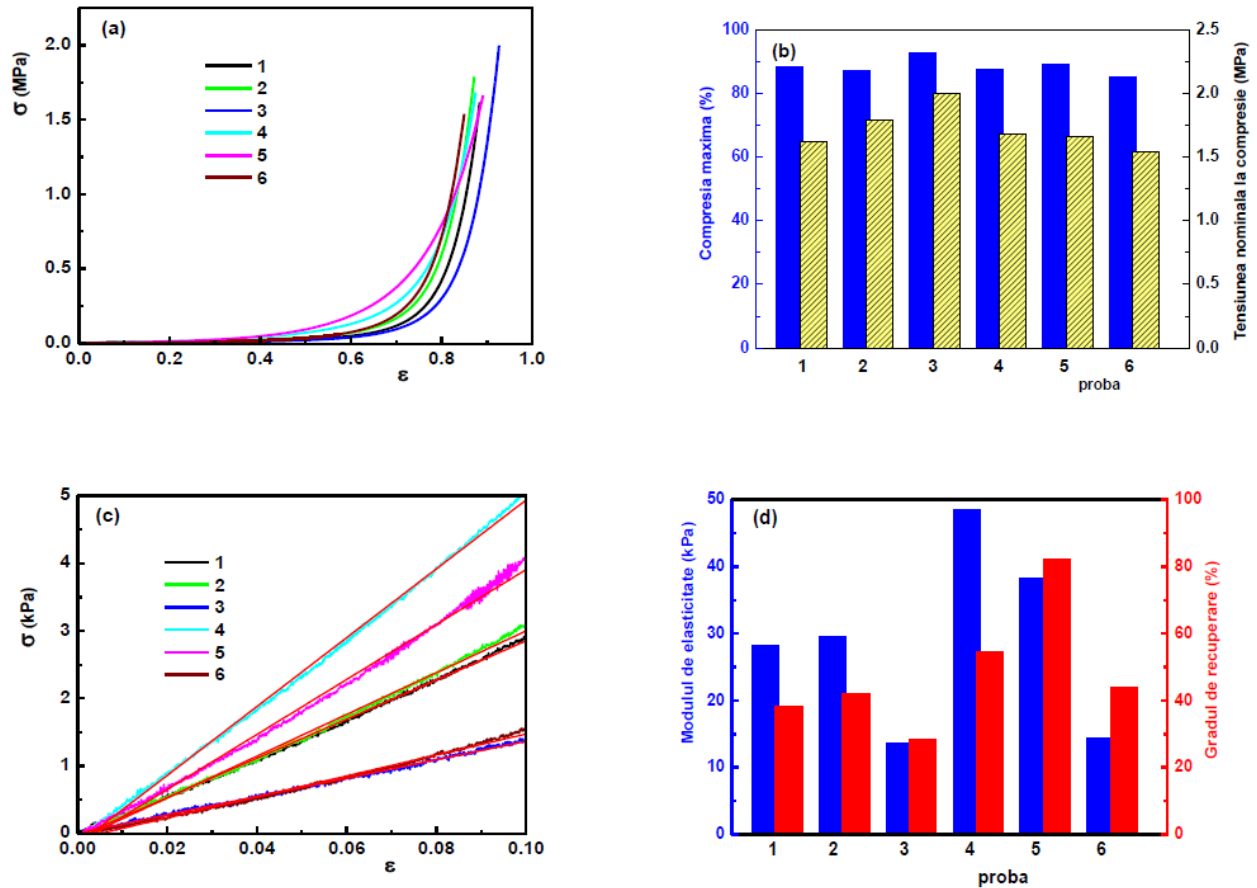 (a)
σ (MPa)
2.0
1.5
1.0
0.5
0.0
1
2
3
4
5
6
0.0 0.2 0.4 0.6 0.8 1.0
ε
(b)
Compresia maxima (%)
100
80
60
40
20
0
Tensiunea nominala la compresie (MPa)
2.5
2.0
1.5
1.0
0.5
0.0
1 2 3 4 5 6
proba
(c)
σ (kPa)
5
4
3
2
1
0
1
2
3
4
5
6
0.00 0.02 0.04 0.06 0.08 0.10
ε
(d)
Modulul de elasticitate (kPa)
50
40
30
20
10
0
Gradul de recuperare (%)
100
80
60
40
20
0
1 2 3 4 5 6
proba